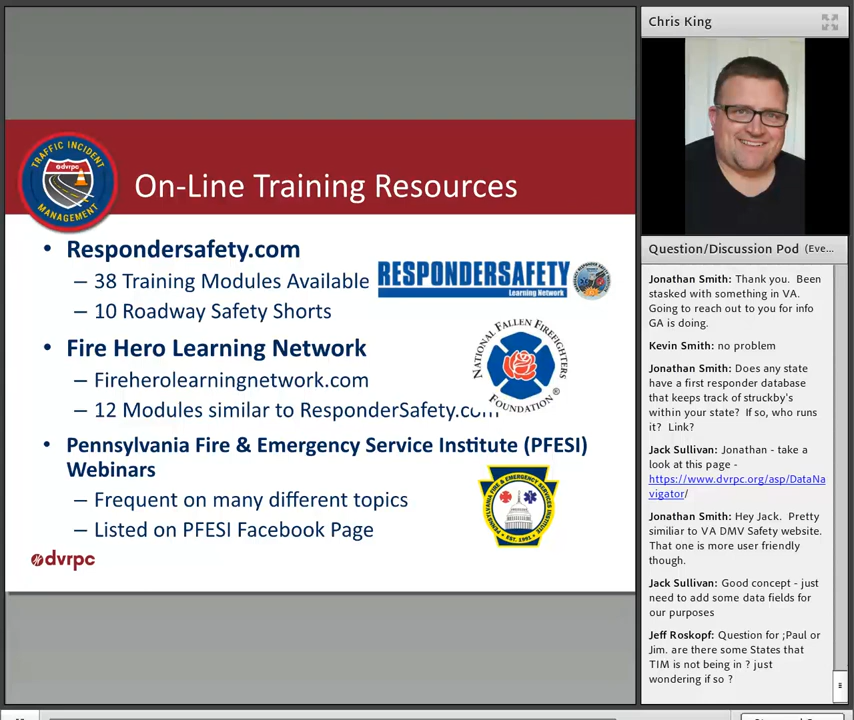 Chris King
TRAFFIC INCIDENT
dvrpc
MANAGEMENT
On-Line Training Resources
• Respondersafety.com
– 38 Training Modules Available
RESPONDERSAFETY
Learning Network
– 10 Roadway Safety Shorts
• Fire Hero Learning Network
– Fireherolearningnetwork.com
– 12 Modules similar to ResponderSafety.com
NATIONAL FALLEN FIREFIGHTERS
FOUNDATION ®
• Pennsylvania Fire & Emergency Service Institute (PFESI)
Webinars
– Frequent on many different topics
– Listed on PFESI Facebook Page
PENNSYLVANIA FIRE & EMERGENCY SERVICES
INSTITUTE
EST. 1991
dvrpc
Question/Discussion Pod (Eve...
Jonathan Smith: Thank you. Been
stasked with something in VA.
Going to reach out to you for info
GA is doing.
Kevin Smith: no problem
Jonathan Smith: Does any state
have a first responder database
that keeps track of struckby's
within your state? If so, who runs
it? Link?
Jack Sullivan: Jonathan - take a
look at this page -
https://www.dvrpc.org/asp/DataNa
vigator/
Jonathan Smith: Hey Jack. Pretty
similiar to VA DMV Safety website.
That one is more user friendly
though.
Jack Sullivan: Good concept - just
need to add some data fields for
our purposes
Jeff Roskopf: Question for ;Paul or
Jim. are there some States that
TIM is not being in ? just
wondering if so ?